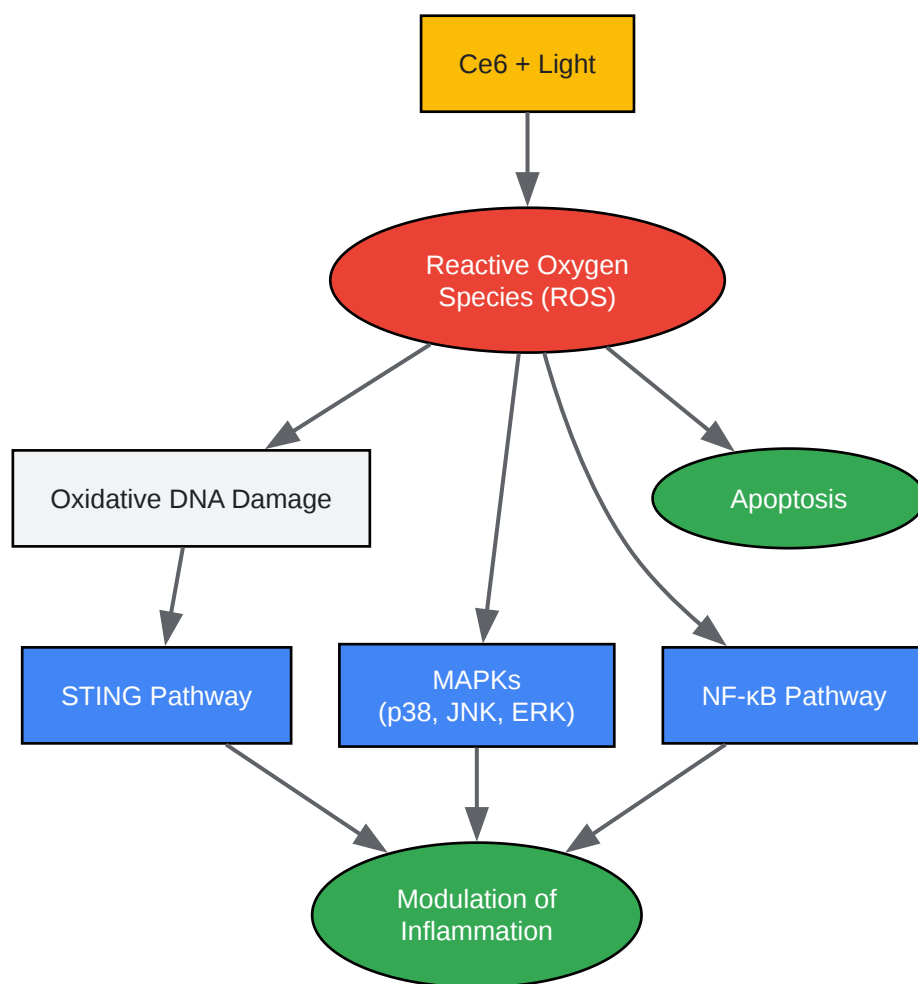 Ce6 + Light
Reactive Oxygen
Species (ROS)
Oxidative DNA Damage
Apoptosis
STING Pathway
MAPKs
(p38, JNK, ERK)
NF-κB Pathway
Modulation of
Inflammation